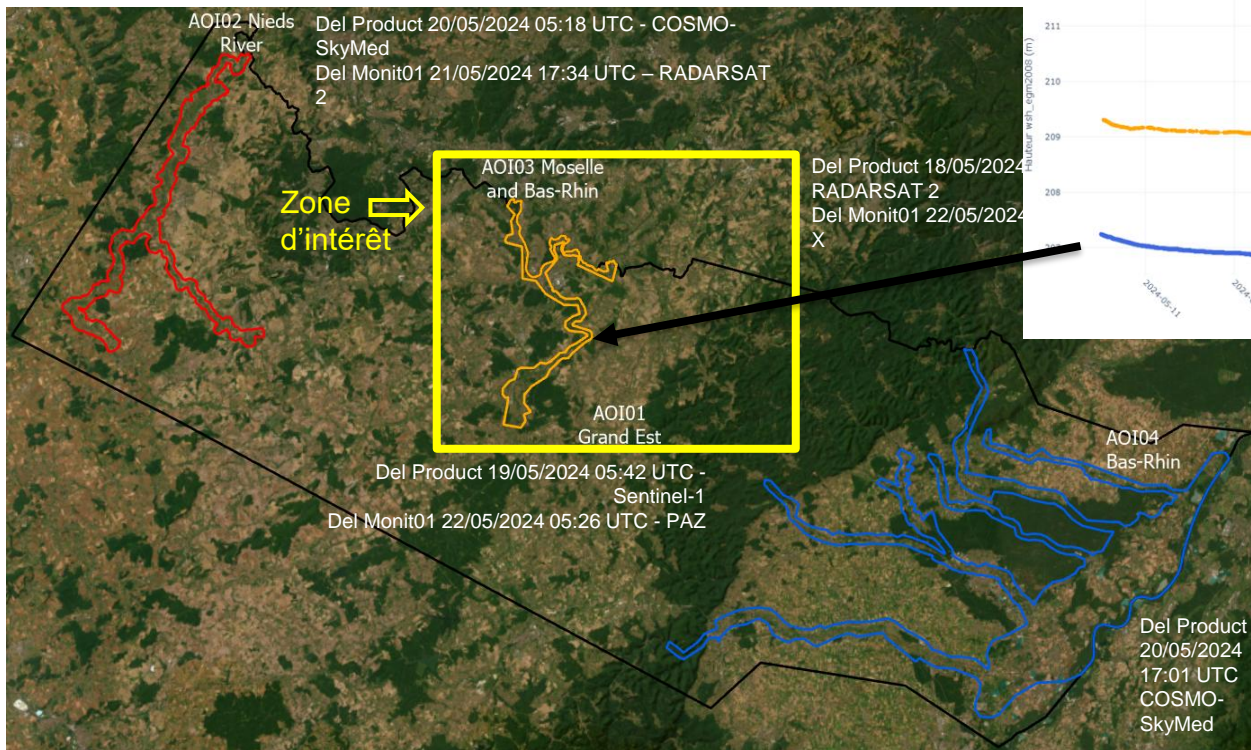 AOI02 Nieds
River
Del Product 20/05/2024 05:18 UTC - COSMO-
SkyMed
Del Monit01 21/05/2024 17:34 UTC – RADARSAT
2
211
210
209
208
Hauteur wsh_egm2008 (m)
2024-05-11
AOI03 Moselle
and Bas-Rhin
Zone
d'intérêt
Del Product 18/05/2024
RADARSAT 2
Del Monit01 22/05/2024
X
AOI01
Grand Est
Del Product 19/05/2024 05:42 UTC -
Sentinel-1
Del Monit01 22/05/2024 05:26 UTC - PAZ
AOI04
Bas-Rhin
Del Product
20/05/2024
17:01 UTC
COSMO-
SkyMed